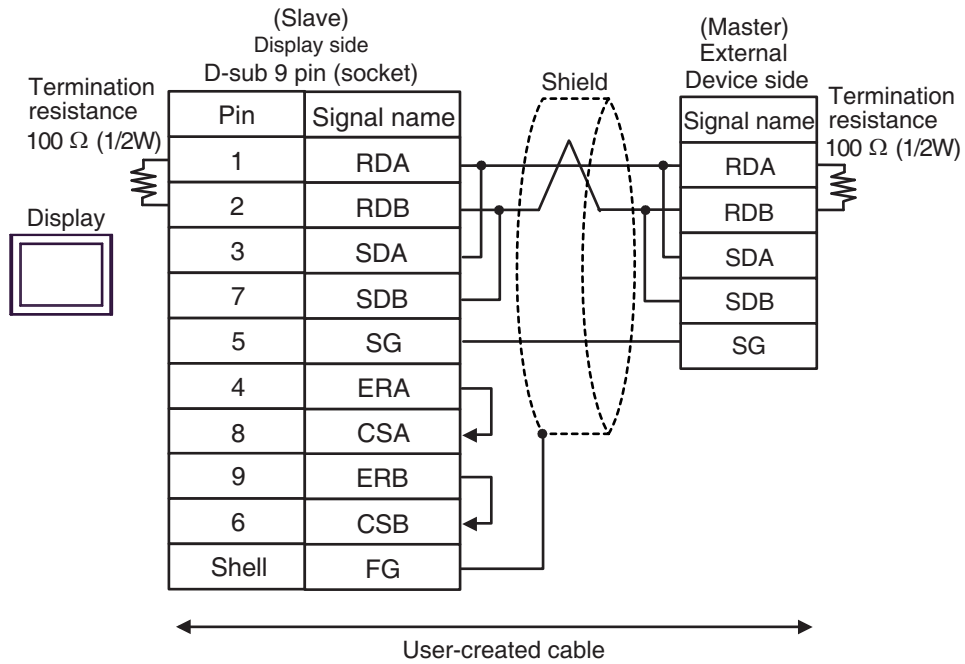 (Slave)
Display side
D-sub 9 pin (socket)
(Master)
External
Device side
Termination
resistance
100 Ω (1/2W)
Shield
Termination
resistance
100 Ω (1/2W)
Display
Pin Signal name
1 RDA
2 RDB
3 SDA
7 SDB
5 SG
4 ERA
8 CSA
9 ERB
6 CSB
Shell FG
Signal name
RDA
RDB
SDA
SDB
SG
User-created cable